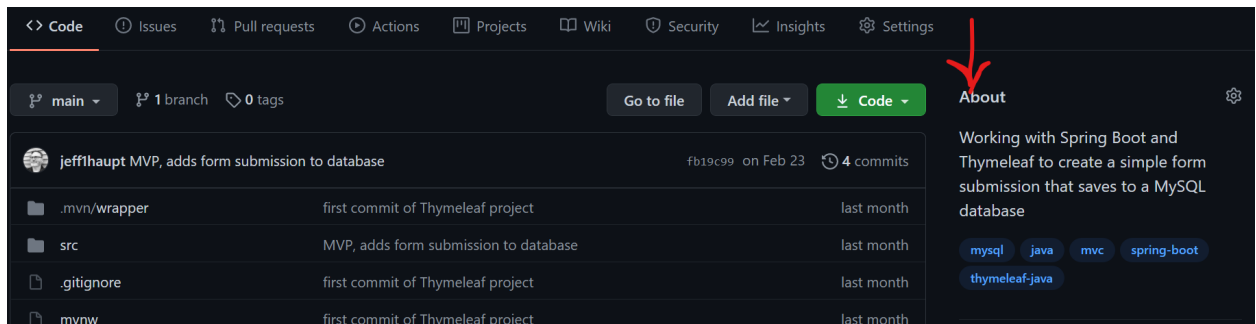 <> Code Issues Pull requests Actions Projects Wiki Security Insights Settings
main 1 branch 0 tags Go to file Add file Code
About
jeff1haupt MVP, adds form submission to database fb19c99 on Feb 23 4 commits
Working with Spring Boot and
Thymeleaf to create a simple form
submission that saves to a MySQL
database
.mvn/wrapper first commit of Thymeleaf project last month
src MVP, adds form submission to database last month
mysql java mvc spring-boot
.gitignore first commit of Thymeleaf project last month
thymeleaf-java
mvnw first commit of Thymeleaf project last month